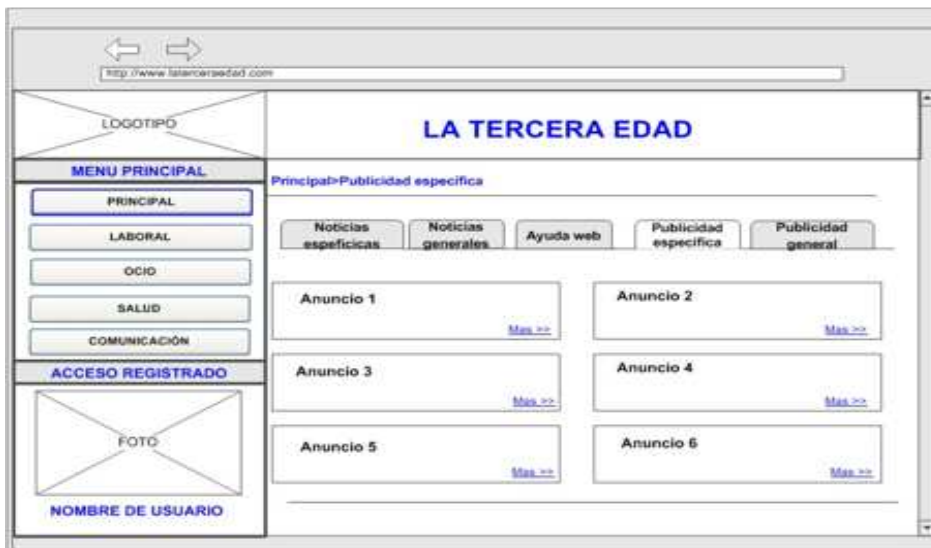 http://www.laterceraedad.com
LOGOTIPO
LA TERCERA EDAD
MENU PRINCIPAL
PRINCIPAL
LABORAL
OCIO
SALUD
COMUNICACIÓN
ACCESO REGISTRADO
FOTO
NOMBRE DE USUARIO
Principal>Publicidad específica
Noticias
espeficicas
Noticias
generales
Ayuda web
Publicidad
especifica
Publicidad
general
Anuncio 1
Mas >>
Anuncio 2
Mas >>
Anuncio 3
Mas >>
Anuncio 4
Mas >>
Anuncio 5
Mas >>
Anuncio 6
Mas >>